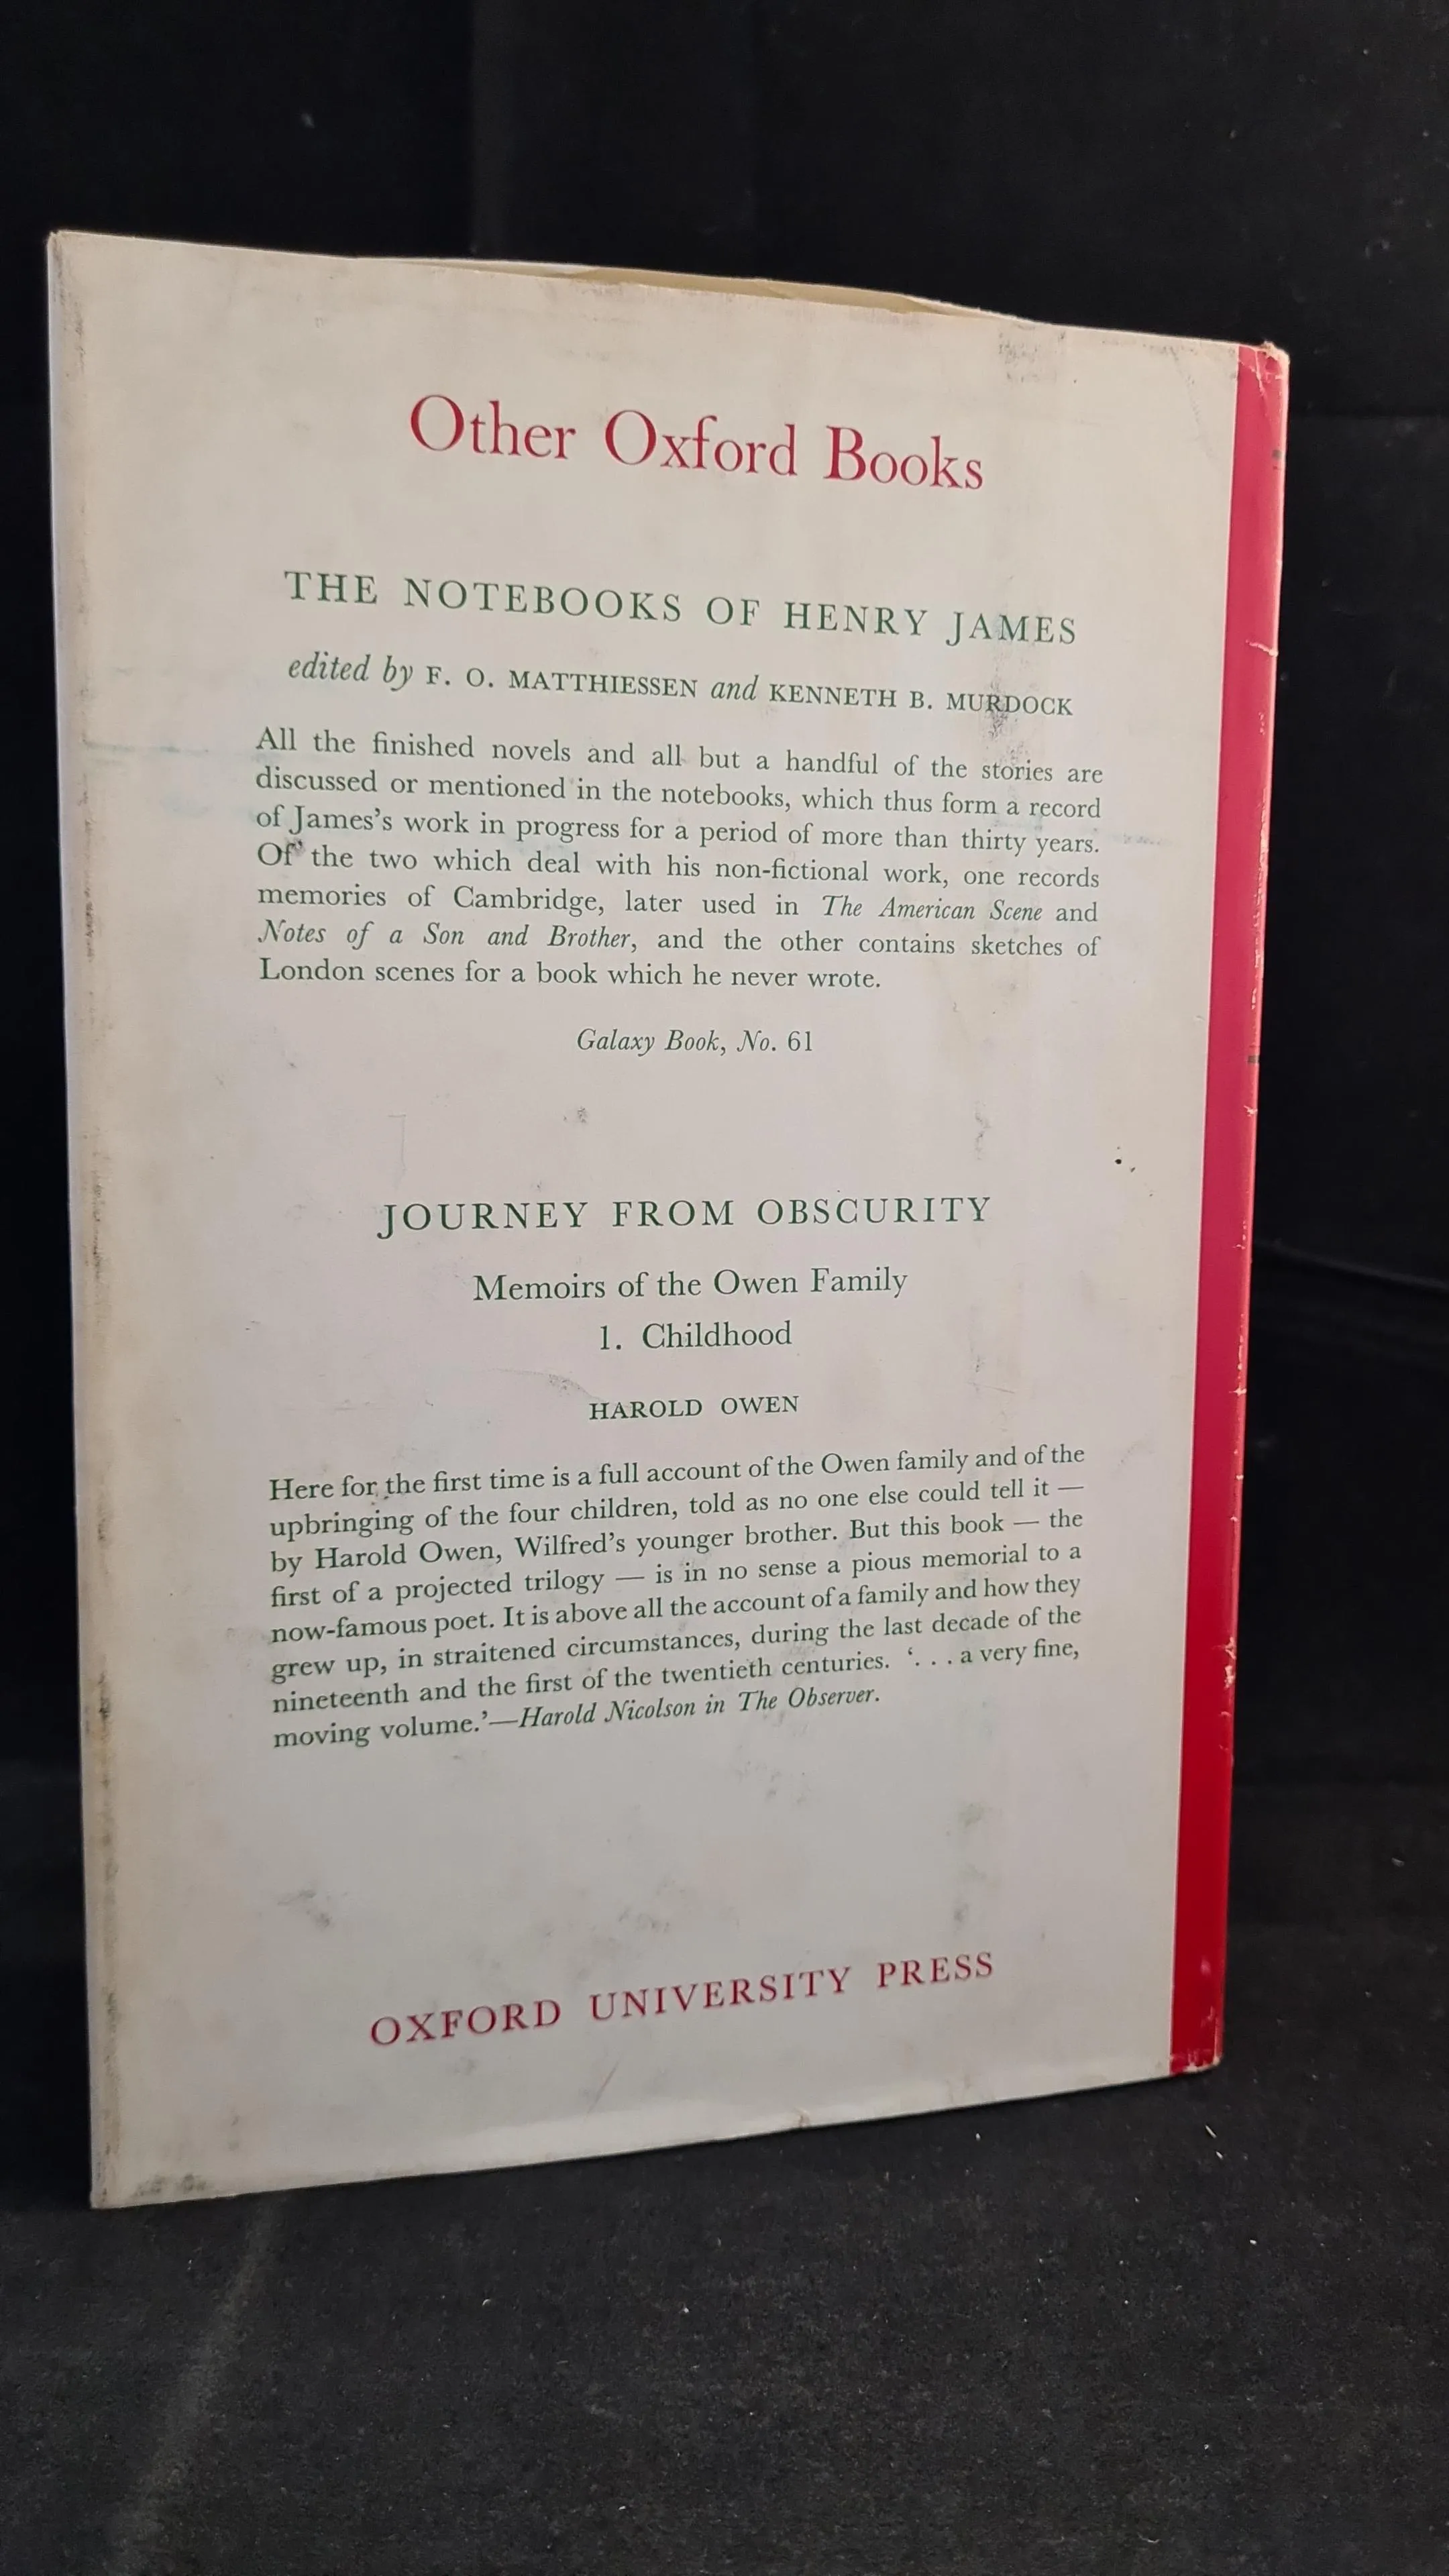 Other Oxford Books
THE NOTEBOOKS OF HENRY JAMES
edited by F. O. MATTHIESSEN and KENNETH B. MURDOCK
All the finished novels and all but a handful of the stories are
discussed or mentioned in the notebooks, which thus form a record
of James's work in progress for a period of more than thirty years.
Of the two which deal with his non-fictional work, one records
memories of Cambridge, later used in The American Scene and
Notes of a Son and Brother, and the other contains sketches of
London scenes for a book which he never wrote.
Galaxy Book, No. 61
JOURNEY FROM OBSCURITY
Memoirs of the Owen Family
1. Childhood
HAROLD OWEN
Here for the first time is a full account of the Owen family and of the
upbringing of the four children, told as no one else could tell it —
by Harold Owen, Wilfred's younger brother. But this book — the
first of a projected trilogy — is in no sense a pious memorial to a
now-famous poet. It is above all the account of a family and how they
grew up, in straitened circumstances, during the last decade of the
nineteenth and the first of the twentieth centuries. '. . . a very fine,
moving volume.'—Harold Nicolson in The Observer.
OXFORD UNIVERSITY PRESS